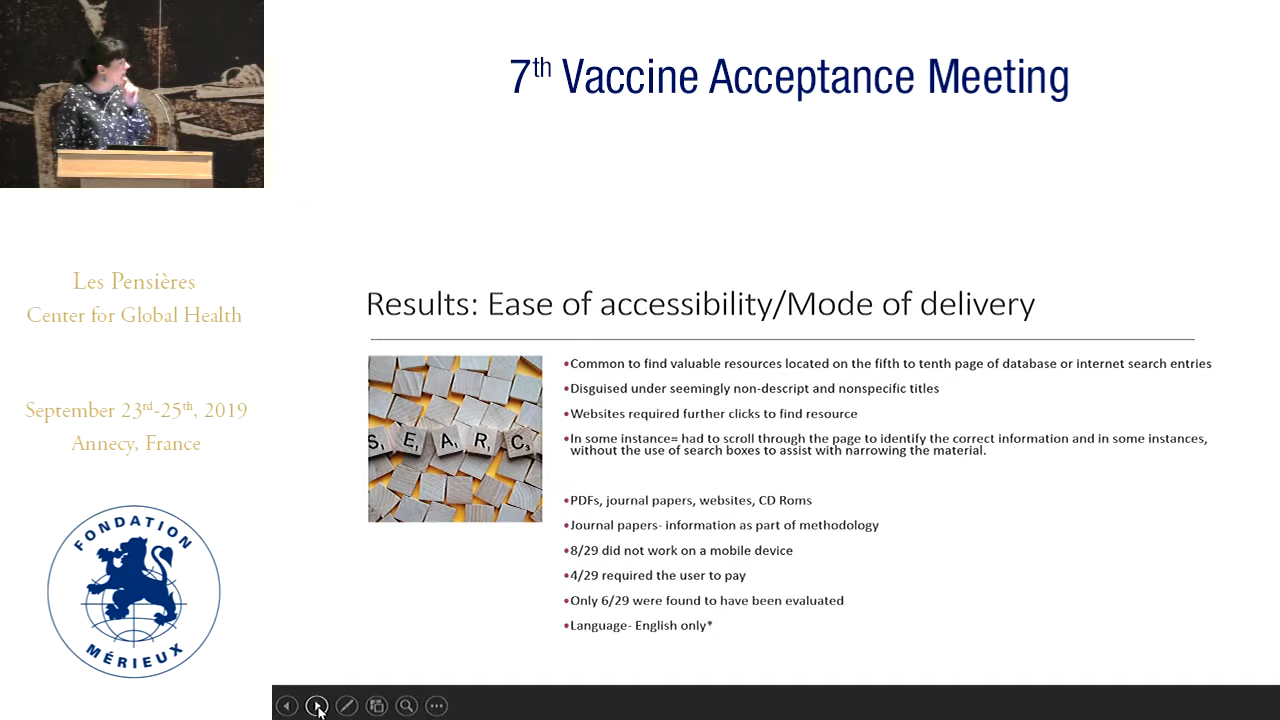 7th Vaccine Acceptance Meeting
Les Pensières
Center for Global Health
September 23rd-25th, 2019
Annecy, France
FONDATION
MÉRIEUX
Results: Ease of accessibility/Mode of delivery
S E A R C
•Common to find valuable resources located on the fifth to tenth page of database or internet search entries
•Disguised under seemingly non-descript and nonspecific titles
•Websites required further clicks to find resource
•In some instance= had to scroll through the page to identify the correct information and in some instances,
without the use of search boxes to assist with narrowing the material.
•PDFs, journal papers, websites, CD Roms
•Journal papers- information as part of methodology
•8/29 did not work on a mobile device
•4/29 required the user to pay
•Only 6/29 were found to have been evaluated
•Language- English only*